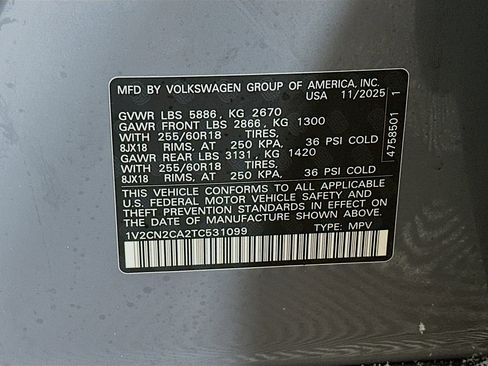 MFD BY VOLKSWAGEN GROUP OF AMERICA, INC.
USA 11/2025
GVWR LBS 5886, KG 2670
GAWR FRONT LBS 2866, KG 1300
WITH 255/60R18 TIRES,
8JX18 RIMS, AT 250 KPA, 36 PSI COLD
GAWR REAR LBS 3131, KG 1420
WITH 255/60R18 TIRES,
8JX18 RIMS, AT 250 KPA, 36 PSI COLD
THIS VEHICLE CONFORMS TO ALL APPLICABLE
U.S. FEDERAL MOTOR VEHICLE SAFETY AND
THEFT PREVENTION STANDARDS IN EFFECT ON
THE DATE OF MANUFACTURE SHOWN ABOVE
1V2CN2CA2TC531099 TYPE: MPV
4758501 1